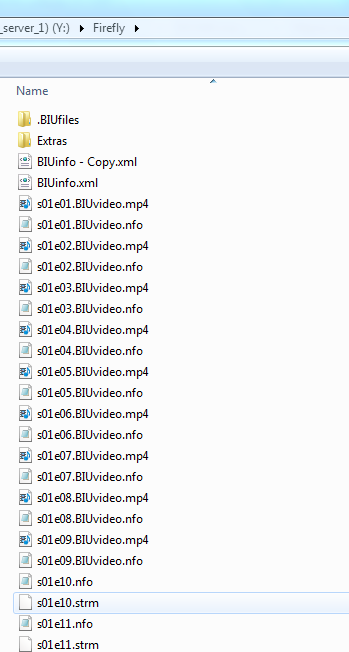 _server_1) (Y:) ▸ Firefly ▸
Name
.BIUfiles
Extras
BIUinfo - Copy.xml
BIUinfo.xml
s01e01.BIUvideo.mp4
s01e01.BIUvideo.nfo
s01e02.BIUvideo.mp4
s01e02.BIUvideo.nfo
s01e03.BIUvideo.mp4
s01e03.BIUvideo.nfo
s01e04.BIUvideo.mp4
s01e04.BIUvideo.nfo
s01e05.BIUvideo.mp4
s01e05.BIUvideo.nfo
s01e06.BIUvideo.mp4
s01e06.BIUvideo.nfo
s01e07.BIUvideo.mp4
s01e07.BIUvideo.nfo
s01e08.BIUvideo.mp4
s01e08.BIUvideo.nfo
s01e09.BIUvideo.mp4
s01e09.BIUvideo.nfo
s01e10.nfo
s01e10.strm
s01e11.nfo
s01e11.strm